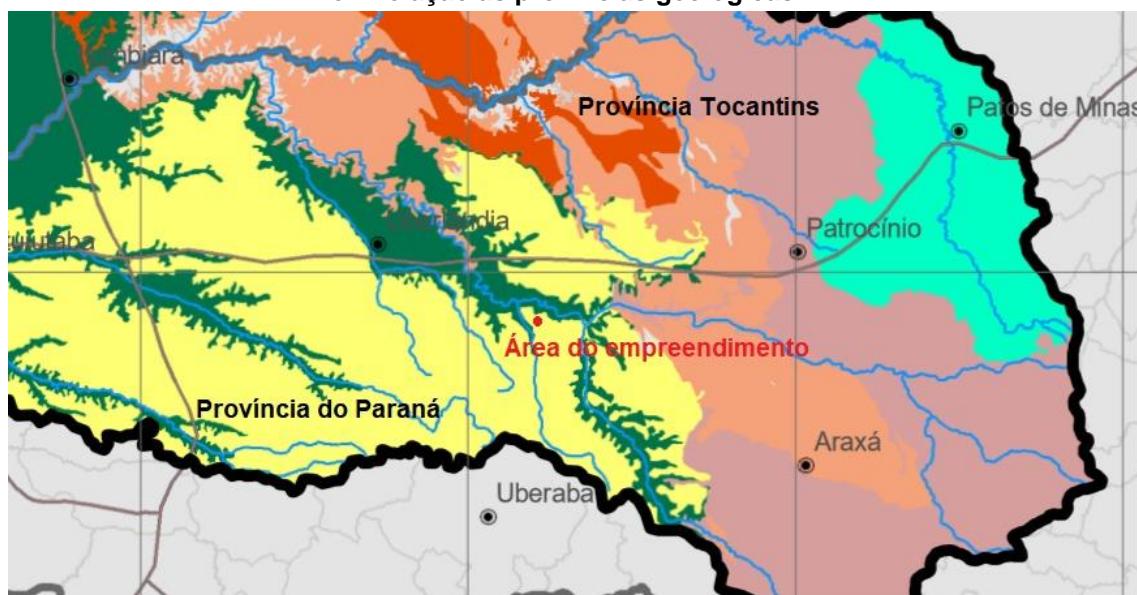 Província Tocantins
Patos de Minas
Patrocínio
Área do empreendimento
Província do Paraná
Araxá
Uberaba